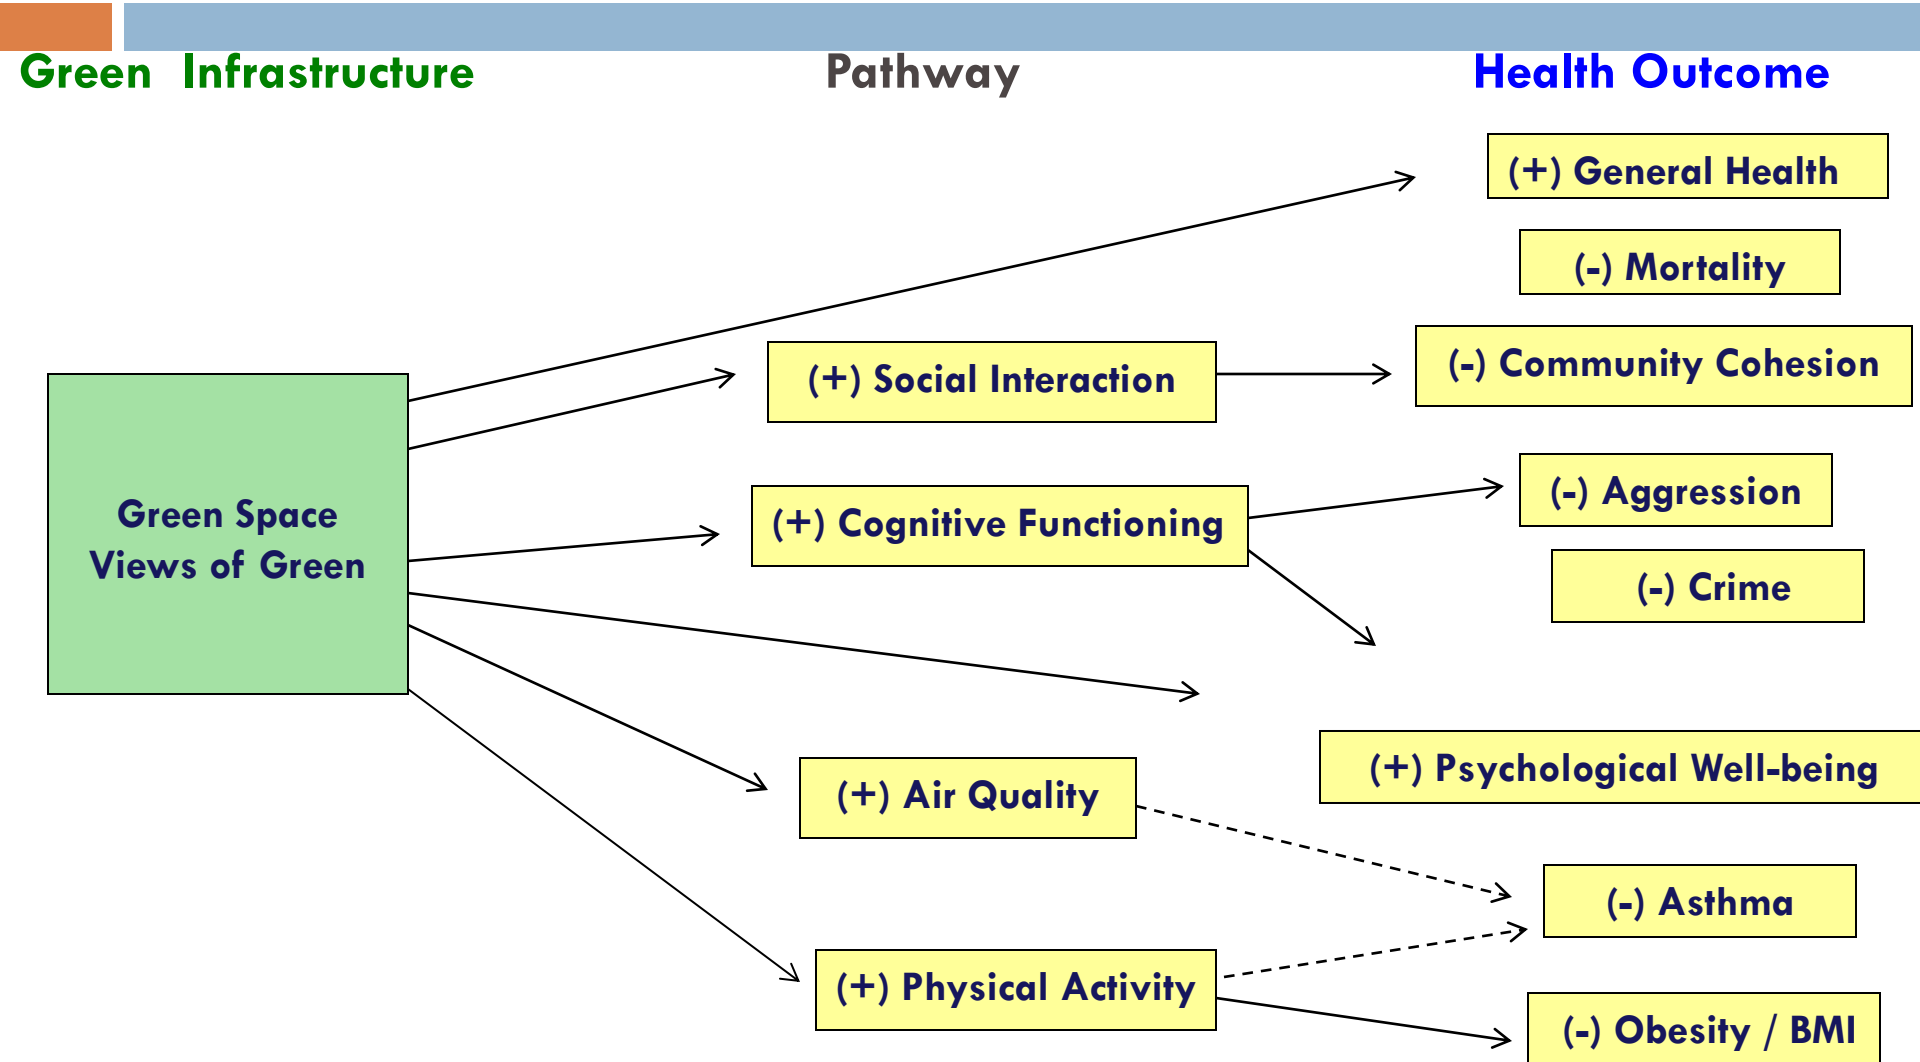 Green Infrastructure
Pathway
Health Outcome
(+) General Health
(-) Mortality
(+) Social Interaction
(-) Community Cohesion
Green Space
Views of Green
(+) Cognitive Functioning
(-) Aggression
(-) Crime
(+) Psychological Well-being
(+) Air Quality
(-) Asthma
(+) Physical Activity
(-) Obesity / BMI